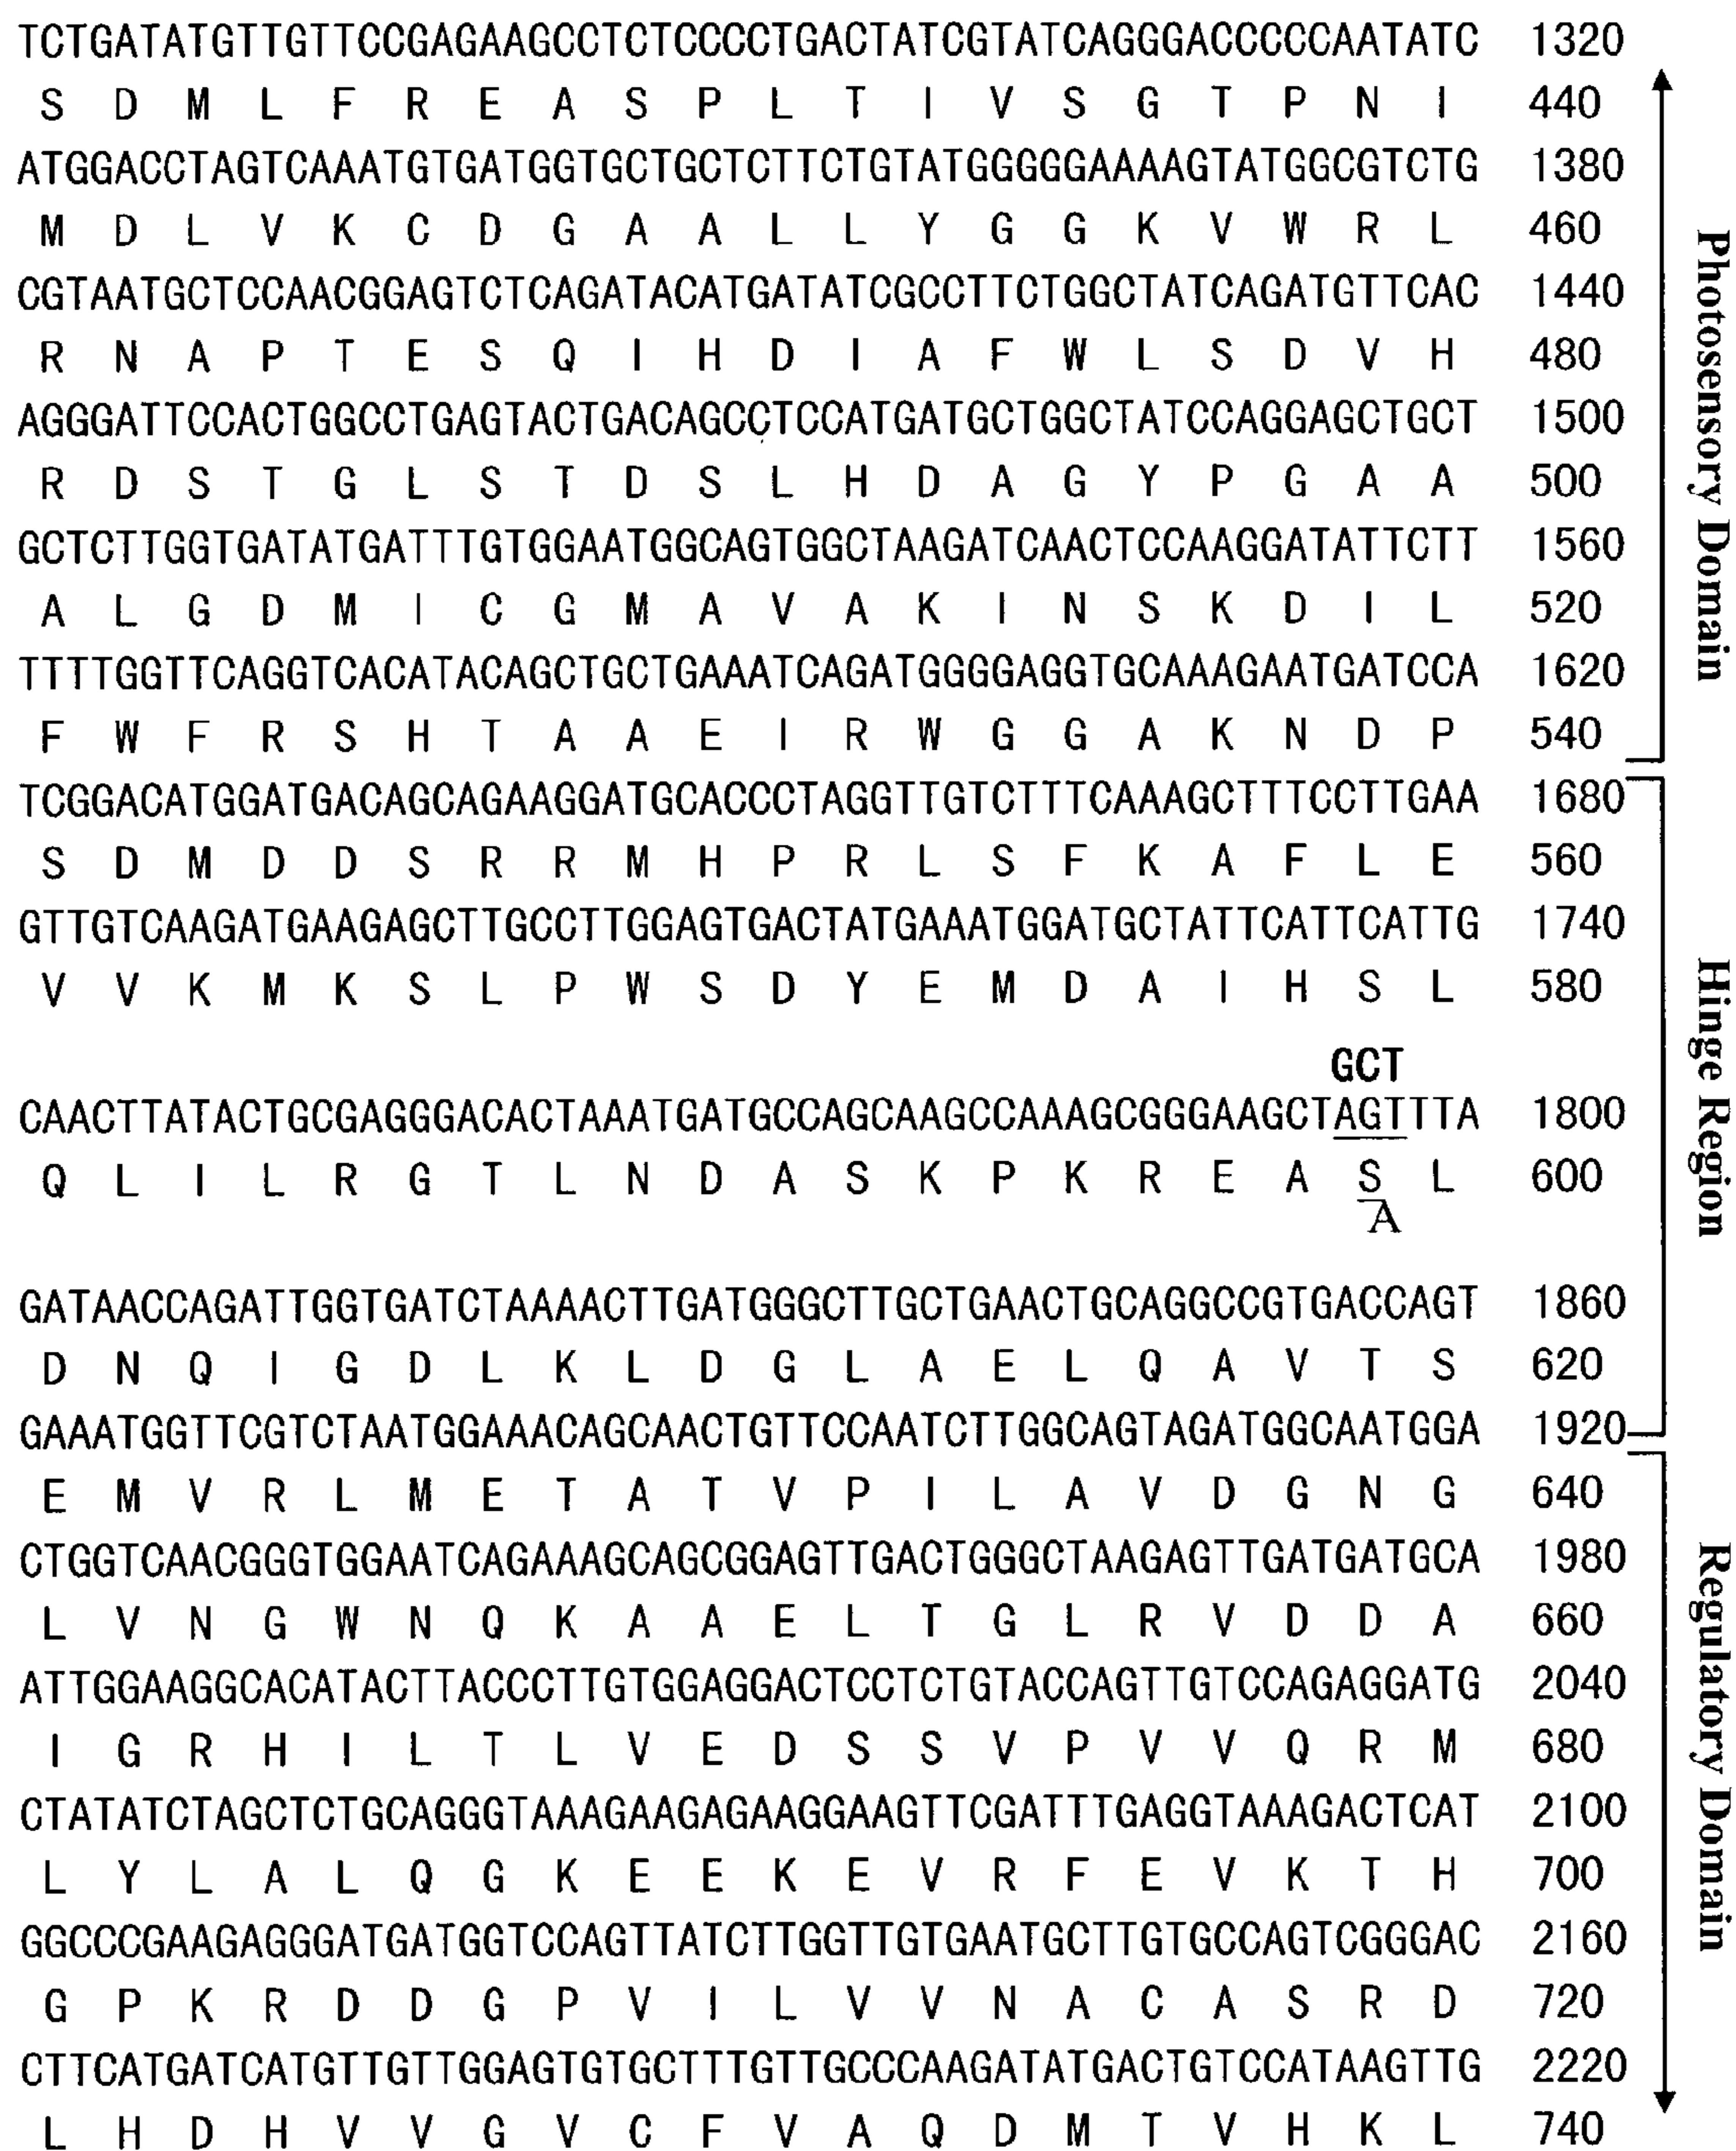 TCTGATATGTTGTTCCGAGAAGCCTCTCCCCTGACTATCGTATCAGGGACCCCCAATATC 1320
S D M L F R E A S P L T I V S G T P N I 440
ATGGACCTAGTCAAATGTGATGGTGCTGCTCTTCTGTATGGGGGAAAAGTATGGCGTCTG 1380
M D L V K C D G A A L L Y G G K V W R L 460
CGTAATGCTCCAACGGAGTCTCAGATACATGATATCGCCTTCTGGCTATCAGATGTTCAC 1440
R N A P T E S Q I H D I A F W L S D V H 480
AGGGATTCCACTGGCCTGAGTACTGACAGCCTCCATGATGCTGGCTATCCAGGAGCTGCT 1500
R D S T G L S T D S L H D A G Y P G A A 500
GCTCTTGGTGATATGATTTGTGGAATGGCAGTGGCTAAGATCAACTCCAAGGATATTCTT 1560
A L G D M I C G M A V A K I N S K D I L 520
TTTTGGTTCAGGTCACATACAGCTGCTGAAATCAGATGGGGAGGTGCAAAGAATGATCCA 1620
F W F R S H T A A E I R W G G A K N D P 540
TCGGACATGGATGACAGCAGAAGGATGCACCCTAGGTTGTCTTTCAAAGCTTTCCTTGAA 1680
S D M D D S R R M H P R L S F K A F L E 560
GTTGTCAAGATGAAGAGCTTGCCTTGGAGTGACTATGAAATGGATGCTATTCATTCATTG 1740
V V K M K S L P W S D Y E M D A I H S L 580
GCT
CAACTTATACTGCGAGGGACACTAAATGATGCCAGCAAGCCAAAGCGGGAAGCTAGTTTA 1800
Q L I L R G T L N D A S K P K R E A S L 600
A
GATAACCAGATTGGTGATCTAAAACTTGATGGGCTTGCTGAACTGCAGGCCGTGACCAGT 1860
D N Q I G D L K L D G L A E L Q A V T S 620
GAAATGGTTCGTCTAATGGAAACAGCAACTGTTCCAATCTTGGCAGTAGATGGCAATGGA 1920
E M V R L M E T A T V P I L A V D G N G 640
CTGGTCAACGGGTGGAATCAGAAAGCAGCGGAGTTGACTGGGCTAAGAGTTGATGATGCA 1980
L V N G W N Q K A A E L T G L R V D D A 660
ATTGGAAGGCACATACTTACCCTTGTGGAGGACTCCTCTGTACCAGTTGTCCAGAGGATG 2040
I G R H I L T L V E D S S V P V V Q R M 680
CTATATCTAGCTCTGCAGGGTAAAGAAGAGAAGGAAGTTCGATTTGAGGTAAAGACTCAT 2100
L Y L A L Q G K E E K E V R F E V K T H 700
GGCCCGAAGAGGGATGATGGTCCAGTTATCTTGGTTGTGAATGCTTGTGCCAGTCGGGAC 2160
G P K R D D G P V I L V V N A C A S R D 720
CTTCATGATCATGTTGTTGGAGTGTGCTTTGTTGCCCAAGATATGACTGTCCATAAGTTG 2220
L H D H V V G V C F V A Q D M T V H K L 740
Photosensory Domain
Hinge Region
Regulatory Domain